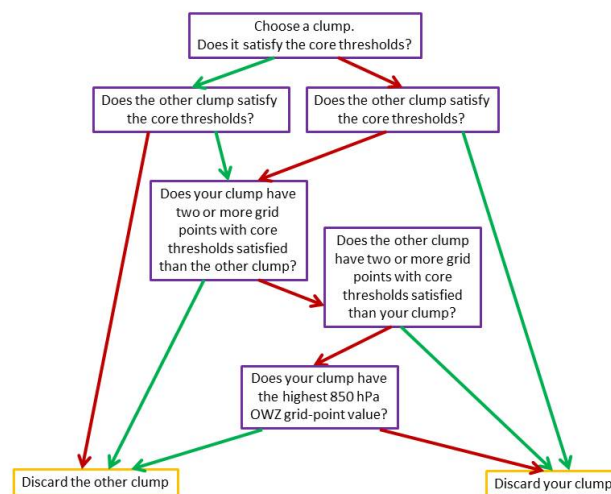 Choose a clump.
Does it satisfy the core thresholds?
Does the other clump satisfy
the core thresholds?
Does the other clump satisfy
the core thresholds?
Does your clump have
two or more grid
points with core
thresholds satisfied
than the other clump?
Does the other clump
have two or more grid
points with core
thresholds satisfied
than your clump?
Does your clump have
the highest 850 hPa
OWZ grid-point value?
Discard the other clump
Discard your clump